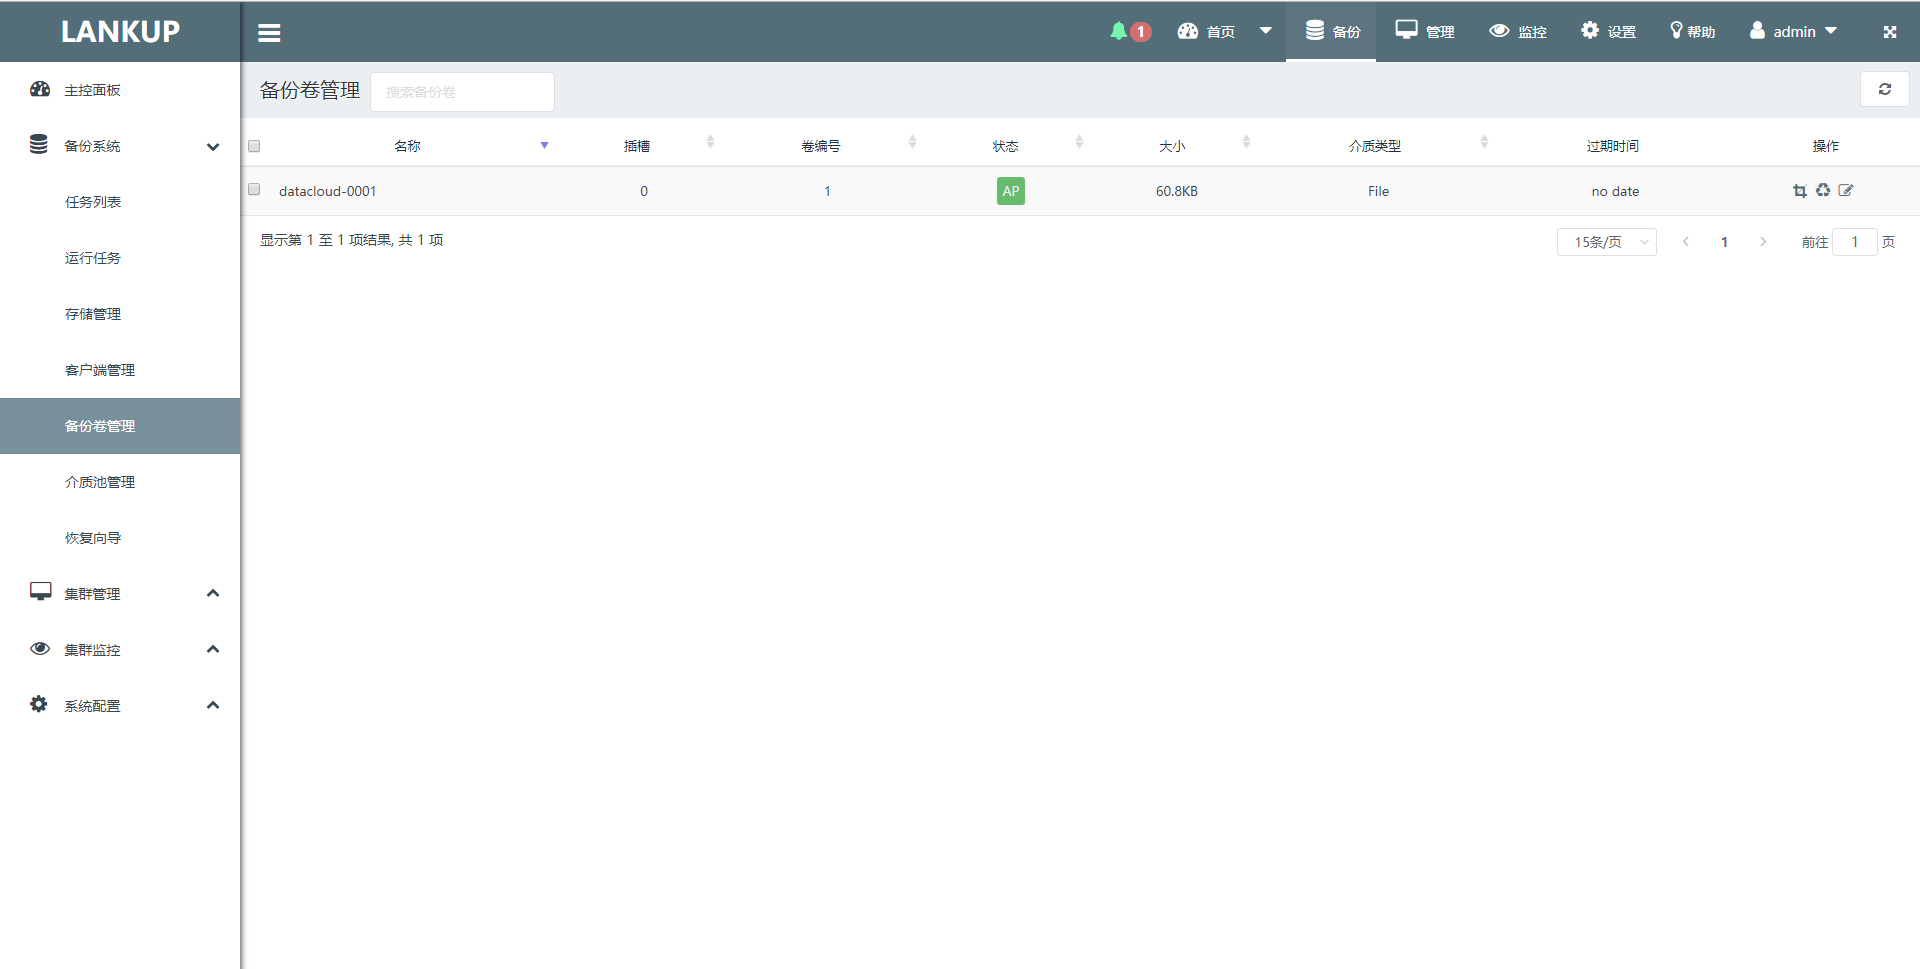 LANKUP
1 首页 备份 管理 监控 设置 帮助 admin
主控面板
备份系统
任务列表
运行任务
存储管理
客户端管理
备份卷管理
介质池管理
恢复向导
集群管理
集群监控
系统配置
备份卷管理 搜索备份卷
名称 插槽 卷编号 状态 大小 介质类型 过期时间 操作
datacloud-0001 0 1 AP 60.8KB File no date
显示第 1 至 1 项结果, 共 1 项 15条/页 1 前往 1 页